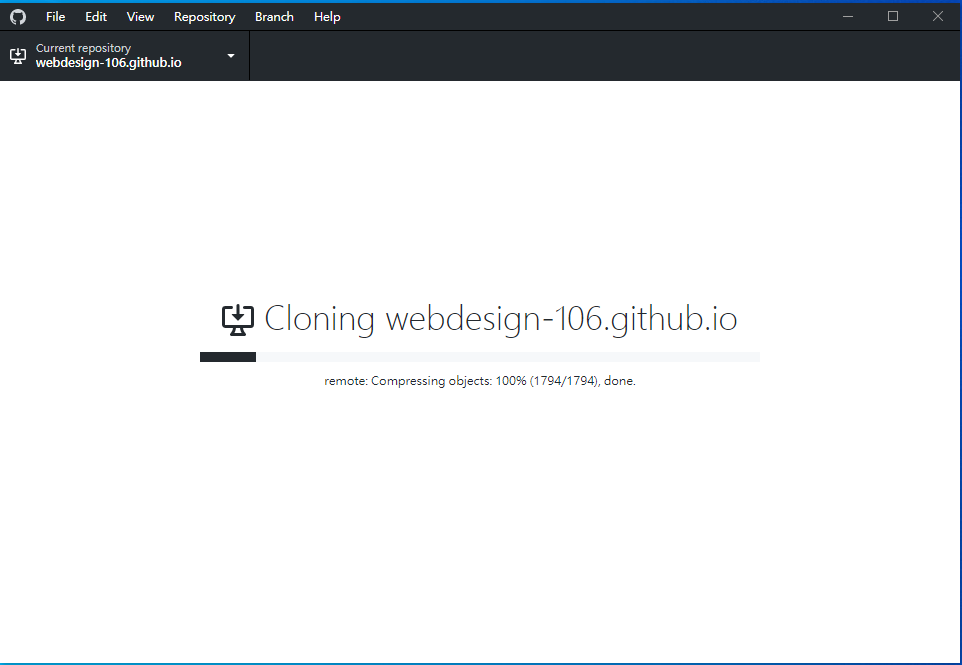 File Edit View Repository Branch Help
Current repository
webdesign-106.github.io
Cloning webdesign-106.github.io
remote: Compressing objects: 100% (1794/1794), done.